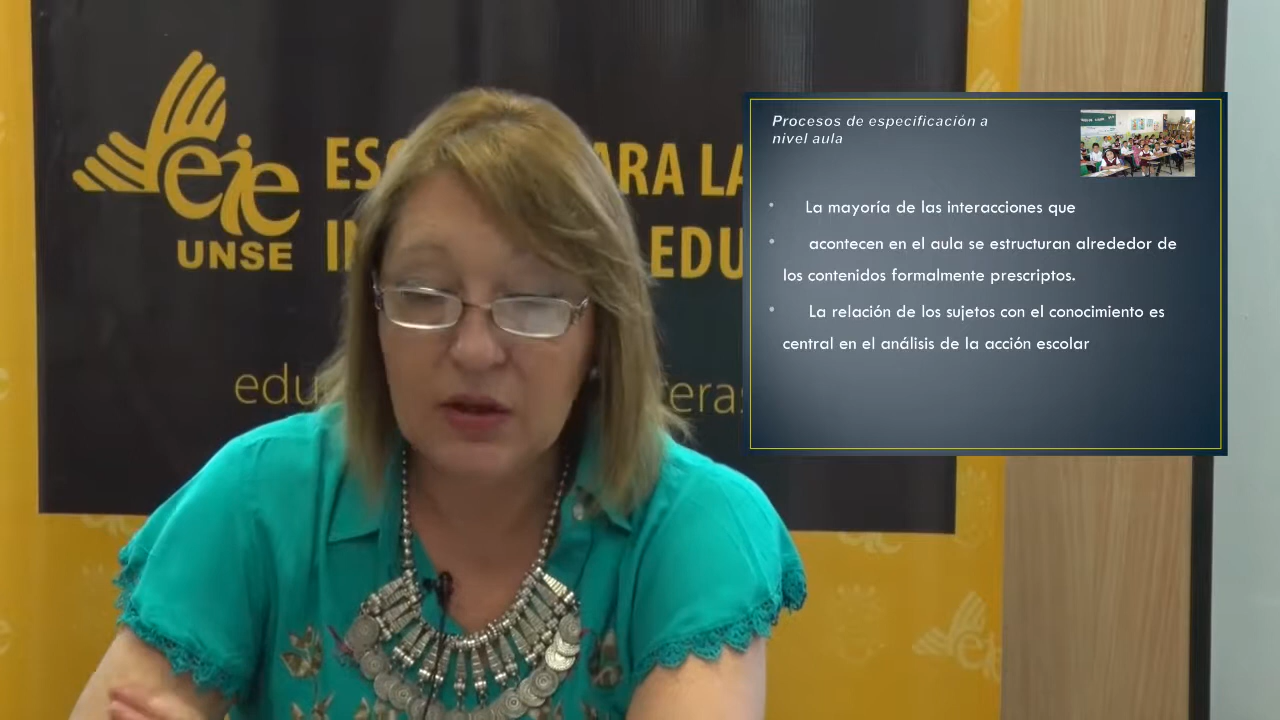 eie
UNSE
ARA LA
EDU
edu
eras
Procesos de especificación a
nivel aula
La mayoría de las interacciones que
acontecen en el aula se estructuran alrededor de
los contenidos formalmente prescriptos.
La relación de los sujetos con el conocimiento es
central en el análisis de la acción escolar